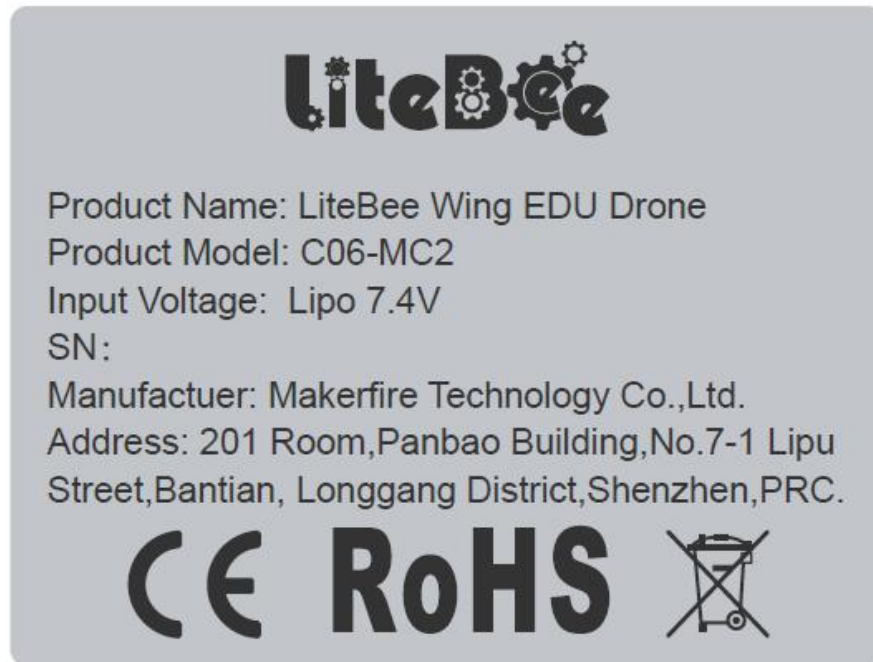 LiteBee
Product Name: LiteBee Wing EDU Drone
Product Model: C06-MC2
Input Voltage:  Lipo 7.4V
SN：
Manufactuer: Makerfire Technology Co.,Ltd.
Address: 201 Room,Panbao Building,No.7-1 Lipu
Street,Bantian, Longgang District,Shenzhen,PRC.
CE RoHS